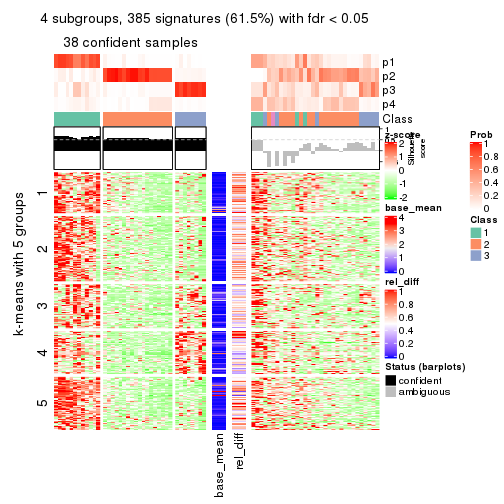 4 subgroups, 385 signatures (61.5%) with fdr < 0.05
38 confident samples
p1
p2
p3
p4
Class
1
Silhouette
score
k-means with 5 groups
1
2
3
4
5
base_mean
rel_diff
z-score
2
1
0
-1
-2
base_mean
4
3
2
1
0
rel_diff
1
0.8
0.6
0.4
0.2
0
Status (barplots)
confident
ambiguous
Prob
1
0.8
0.6
0.4
0.2
0
Class
1
2
3